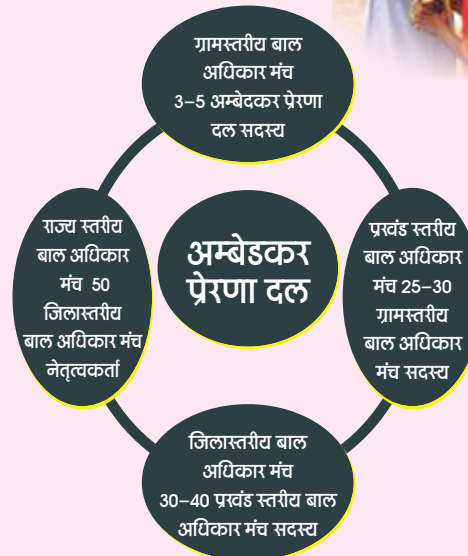 ग्रामस्तरीय बाल
अधिकार मंच
3–5 अम्बेदकर प्रेरणा
दल सदस्य
अम्बेडकर
प्रेरणा दल
प्रखंड स्तरीय
बाल अधिकार
मंच 25–30
ग्रामस्तरीय
बाल अधिकार
मंच सदस्य
जिलास्तरीय बाल
अधिकार मंच
30–40 प्रखंड स्तरीय बाल
अधिकार मंच सदस्य
राज्य स्तरीय
बाल अधिकार
मंच 50
जिलास्तरीय
बाल अधिकार मंच
नेतृत्वकर्ता